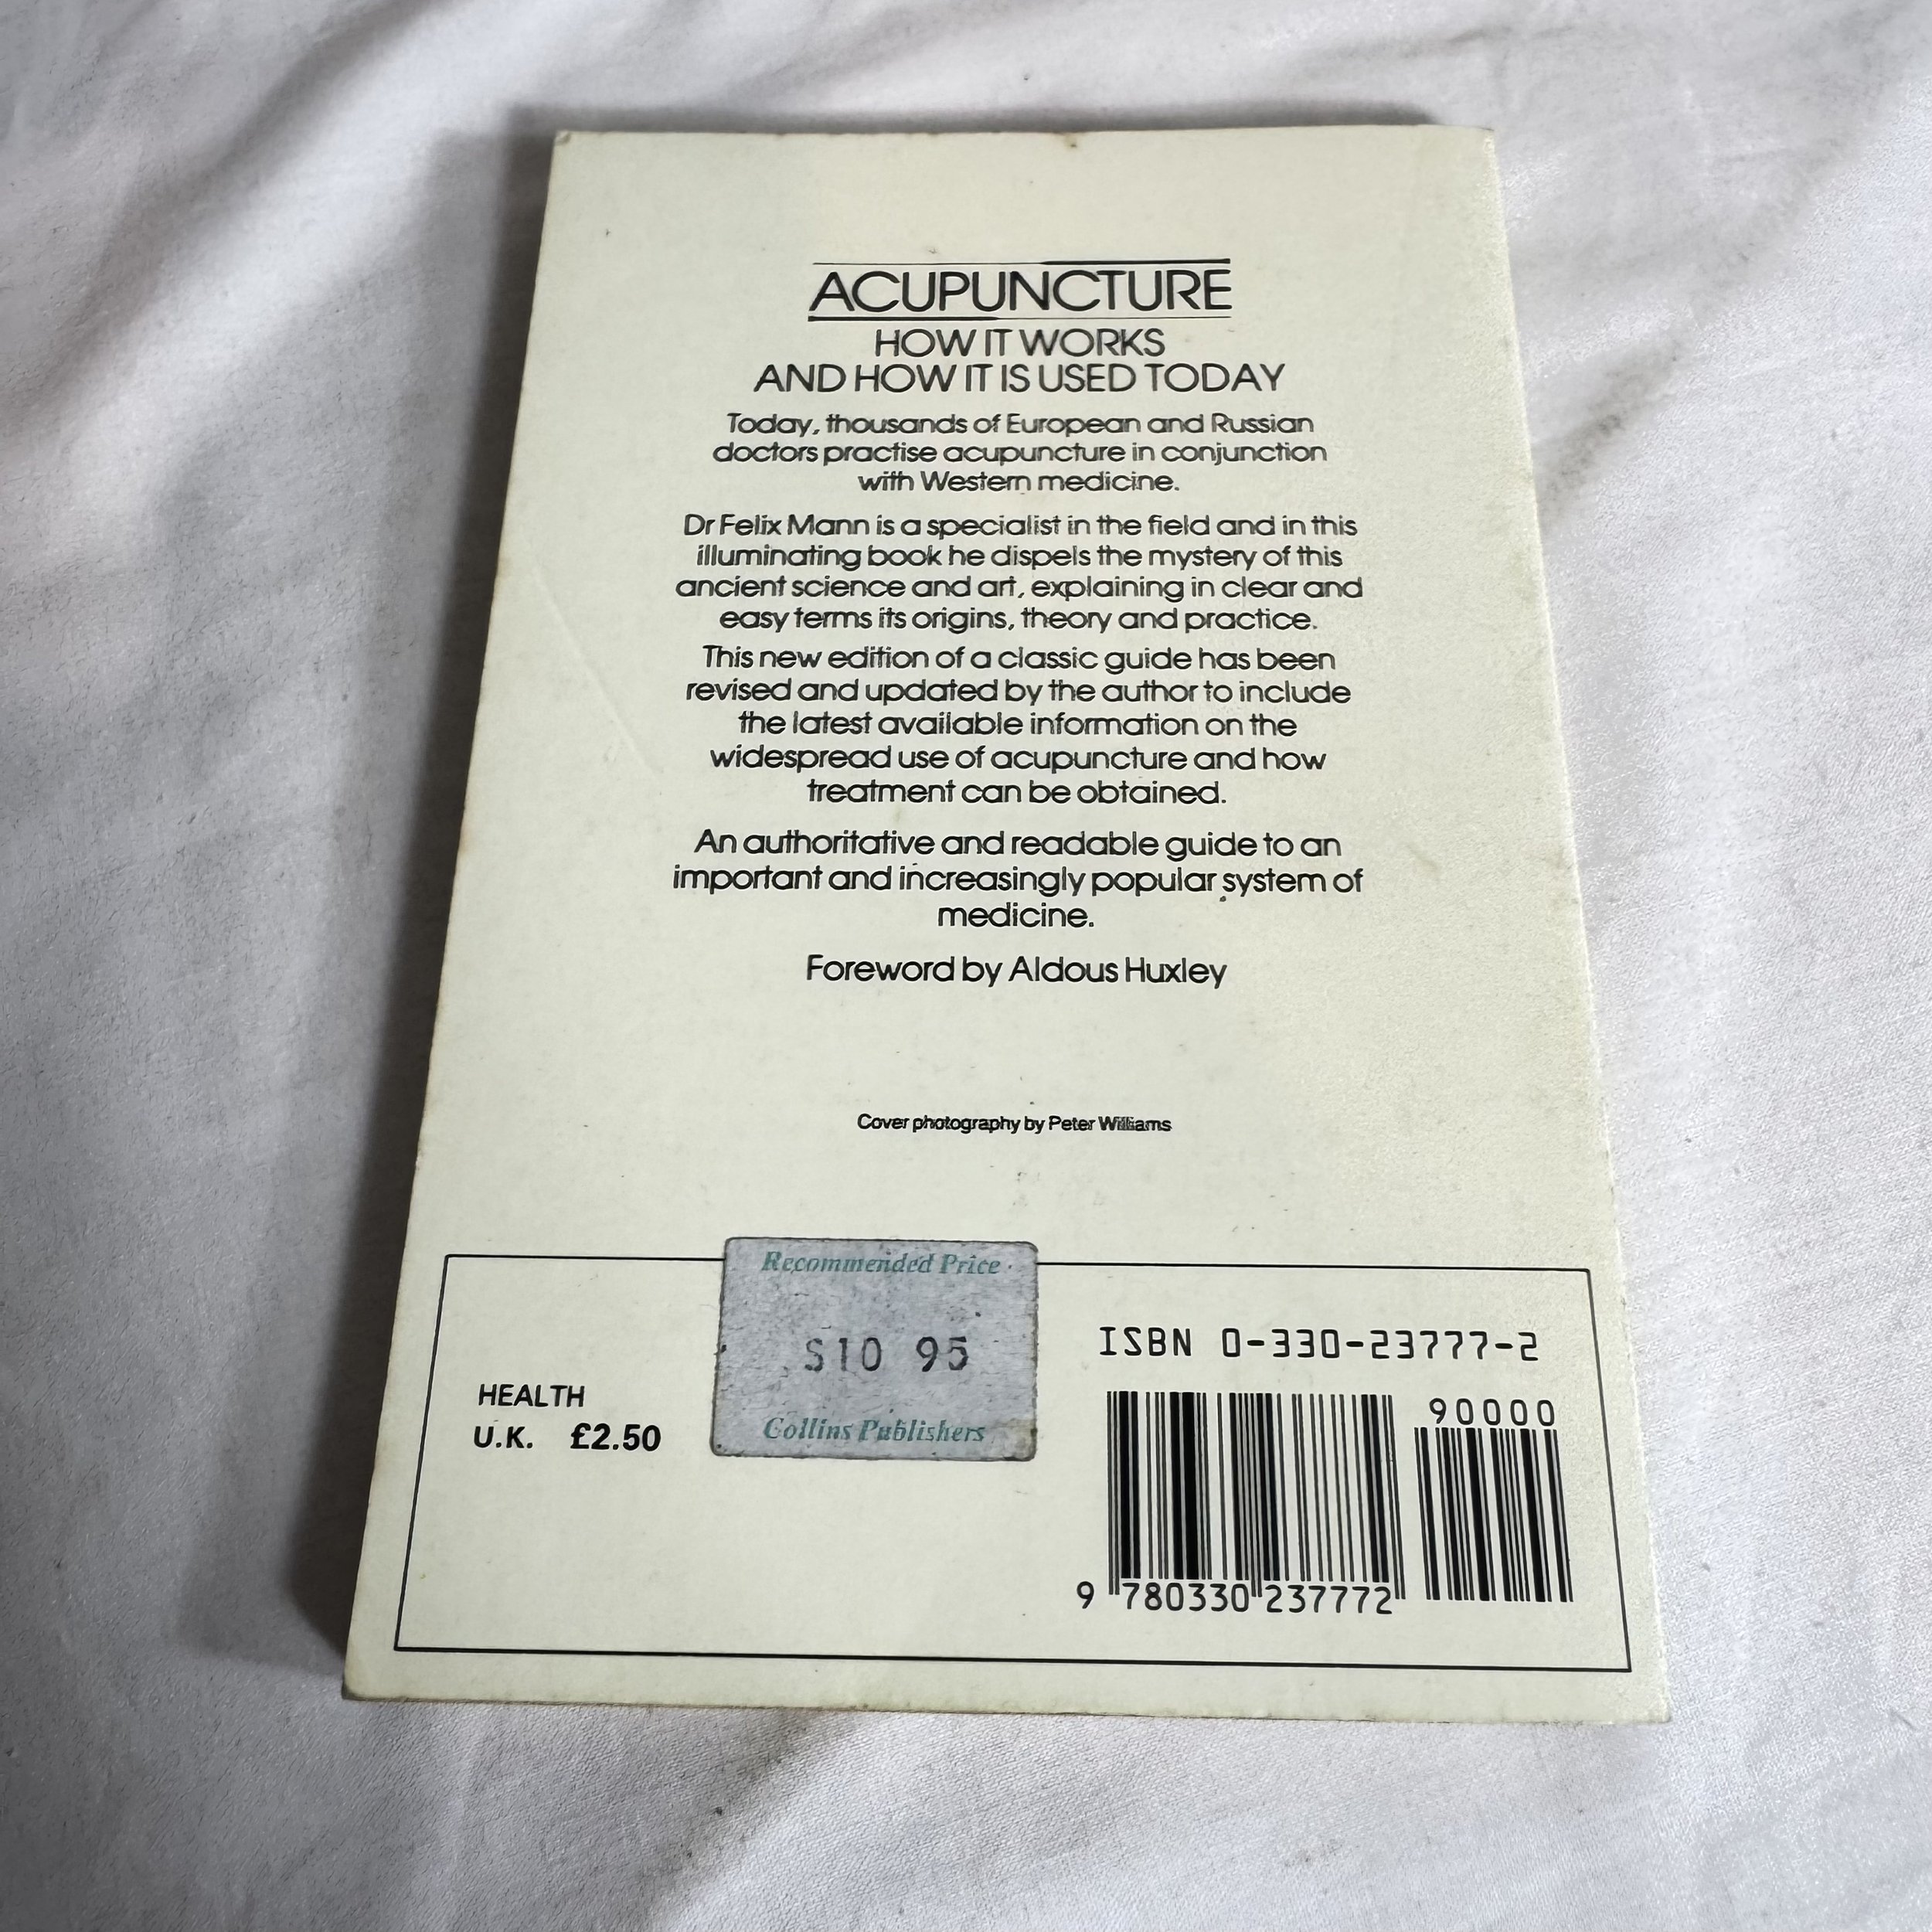 ACUPUNCTURE
HOW IT WORKS
AND HOW IT IS USED TODAY
Today, thousands of European and Russian
doctors practise acupuncture in conjunction
with Western medicine.
Dr Felix Mann is a specialist in the field and in this
illuminating book he dispels the mystery of this
ancient science and art, explaining in clear and
easy terms its origins, theory and practice.
This new edition of a classic guide has been
revised and updated by the author to include
the latest available information on the
widespread use of acupuncture and how
treatment can be obtained.
An authoritative and readable guide to an
important and increasingly popular system of
medicine.
Foreword by Aldous Huxley
Cover photography by Peter Williams
Recommended Price
$10 95
Collins Publishers
HEALTH
U.K. £2.50
ISBN 0-330-23777-2
90000
9 780330 237772